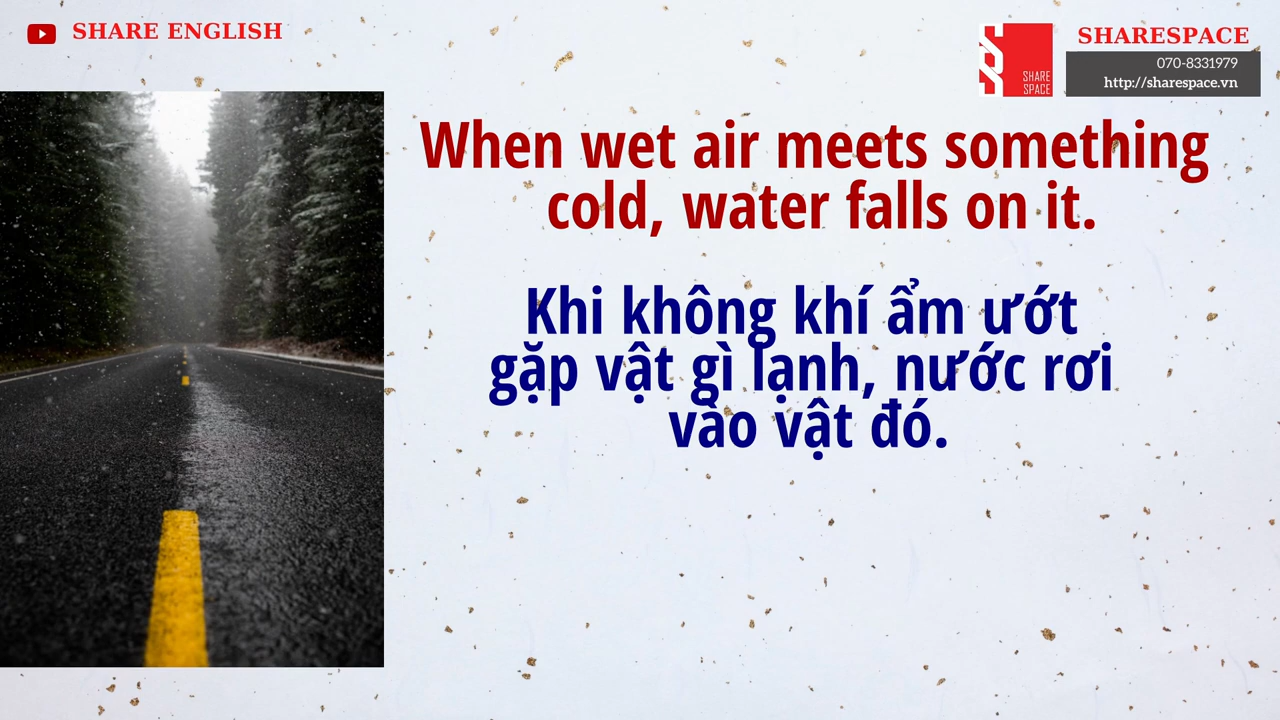 SHARE ENGLISH
SHARESPACE
070-8331979
http://sharespace.vn
SHARE
SPACE
When wet air meets something
cold, water falls on it.
Khi không khí ẩm ướt
gặp vật gì lạnh, nước rơi
vào vật đó.